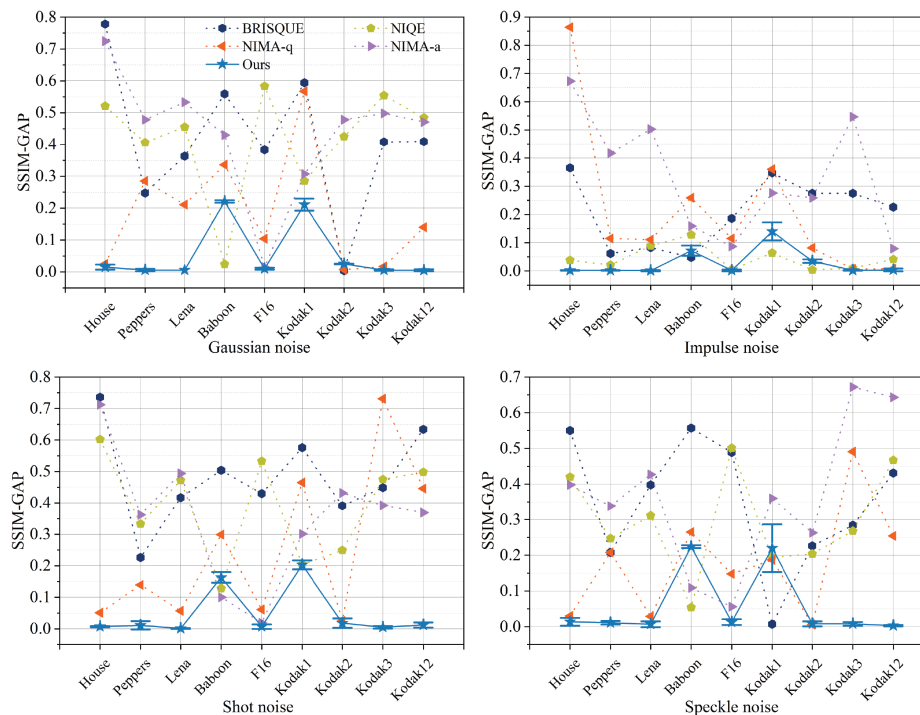 0.8
0.7
0.6
0.5
0.4
0.3
0.2
0.1
0.0
SSIM-GAP
BRISQUE
NIQE
NIMA-q
NIMA-a
Ours
House
Peppers
Lena
Baboon
F16
Kodak1
Kodak2
Kodak3
Kodak12
Gaussian noise
0.9
0.8
0.7
0.6
0.5
0.4
0.3
0.2
0.1
0.0
SSIM-GAP
House
Peppers
Lena
Baboon
F16
Kodak1
Kodak2
Kodak3
Kodak12
Impulse noise
0.8
0.7
0.6
0.5
0.4
0.3
0.2
0.1
0.0
SSIM-GAP
House
Peppers
Lena
Baboon
F16
Kodak1
Kodak2
Kodak3
Kodak12
Shot noise
0.7
0.6
0.5
0.4
0.3
0.2
0.1
0.0
SSIM-GAP
House
Peppers
Lena
Baboon
F16
Kodak1
Kodak2
Kodak3
Kodak12
Speckle noise